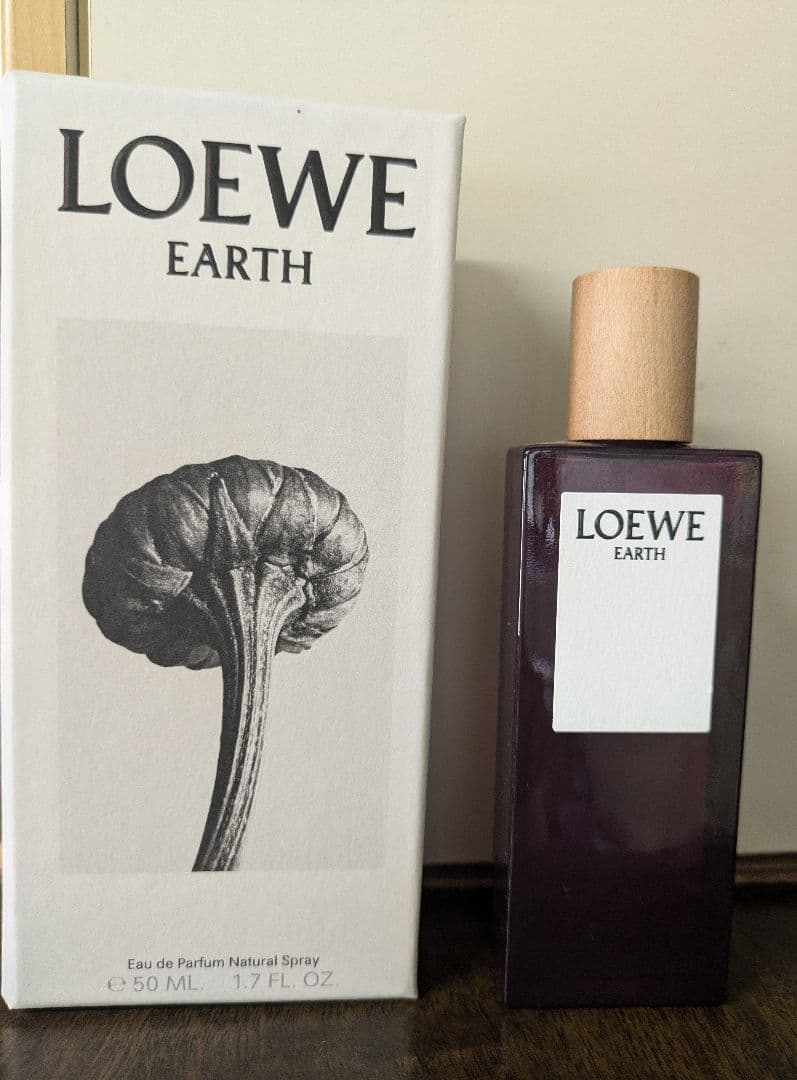 LOEWE
EARTH
Eau de Parfum Natural Spray
℮ 50 ML. 1.7 FL. OZ.
LOEWE
EARTH